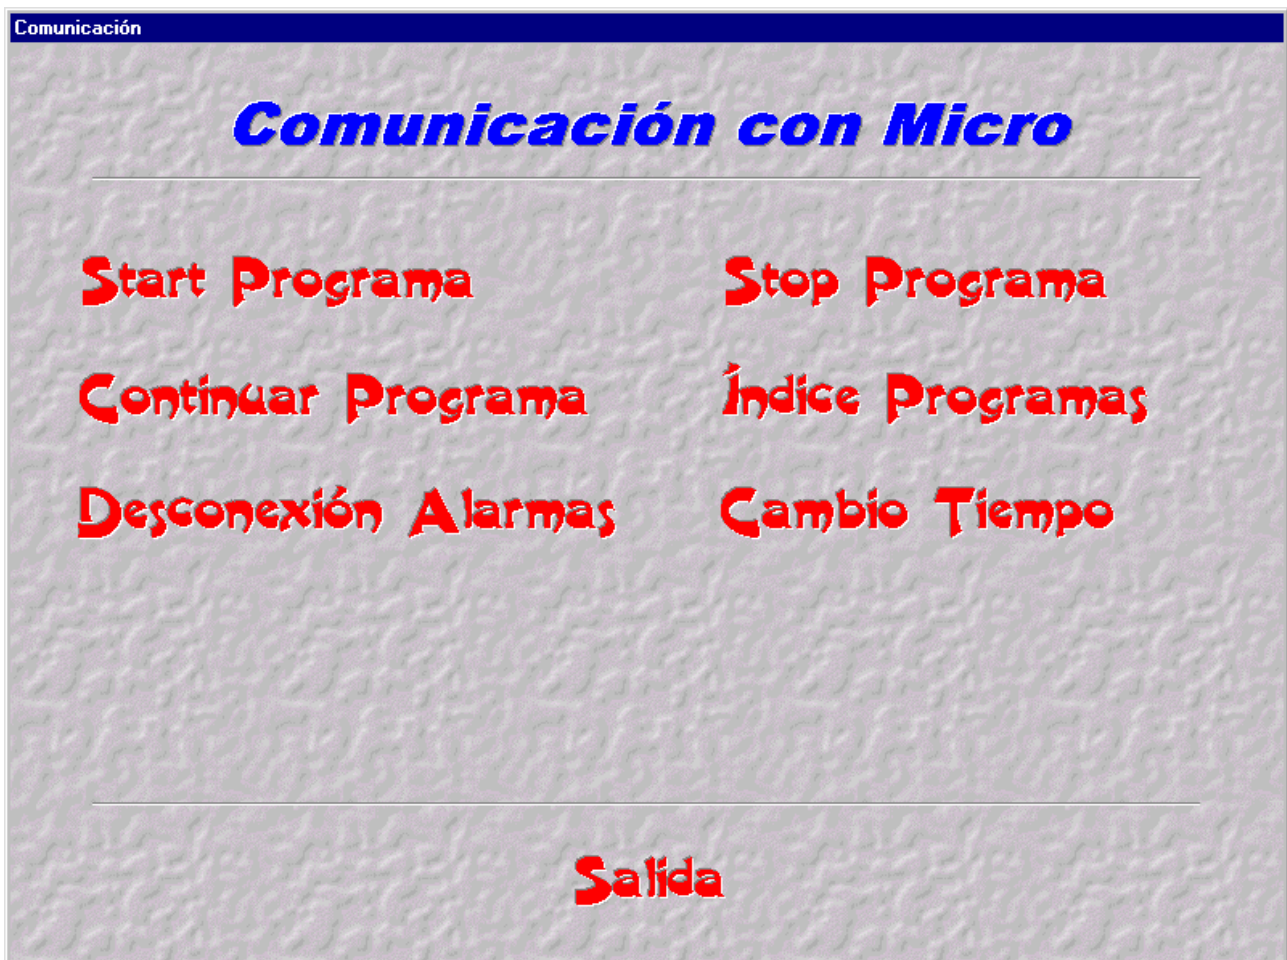 Comunicación
Comunicación con Micro
Start Programa
Stop Programa
Continuar Programa
Índice Programas
Desconexión Alarmas
Cambio Tiempo
Salida